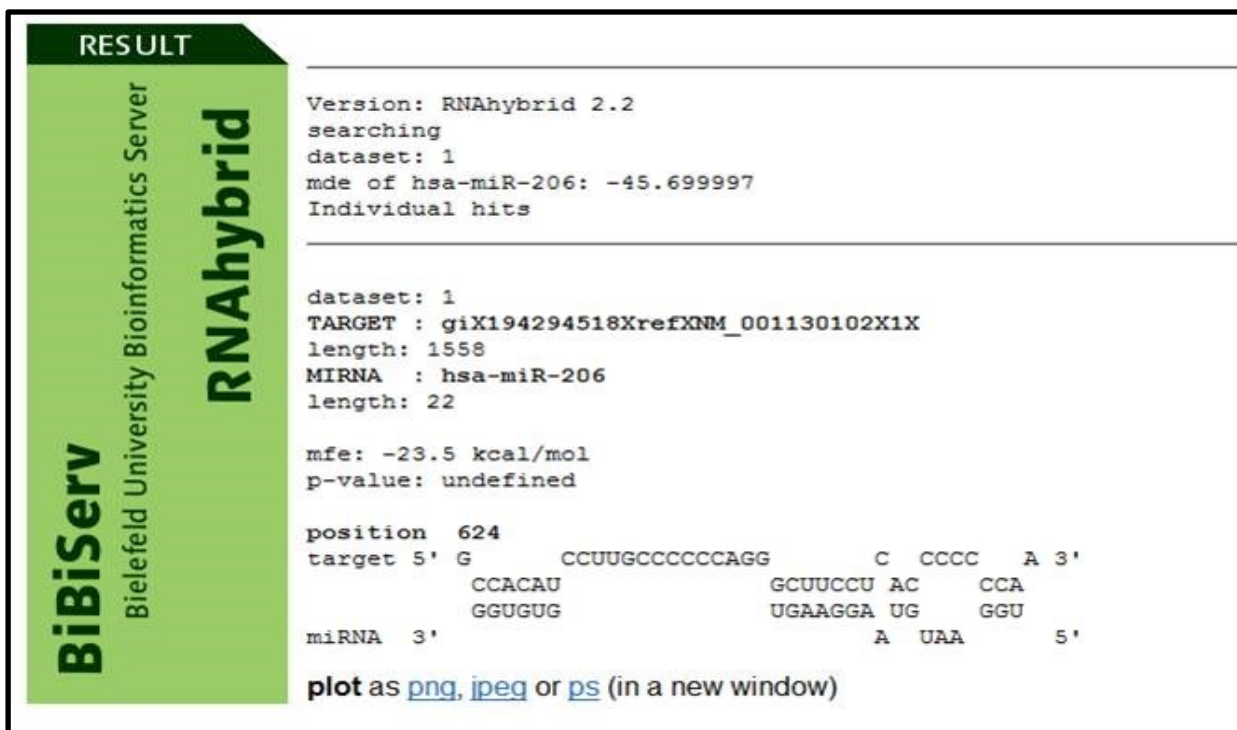 RESULT
BiBiServ
Bielefeld University Bioinformatics Server
RNAhybrid
Version: RNAhybrid 2.2
searching
dataset: 1
mde of hsa-miR-206: -45.699997
Individual hits
dataset: 1
TARGET : giX194294518XrefXNM_001130102X1X
length: 1558
MIRNA  : hsa-miR-206
length: 22
mfe: -23.5 kcal/mol
p-value: undefined
position  624
target 5' G      CCUUGCCCCCCAGG       C  CCCC   A 3'
           CCACAU              GCUUCCU AC    CCA
           GGUGUG              UGAAGGA UG    GGU
miRNA  3'                             A  UAA      5'
plot as png, jpeg or ps (in a new window)